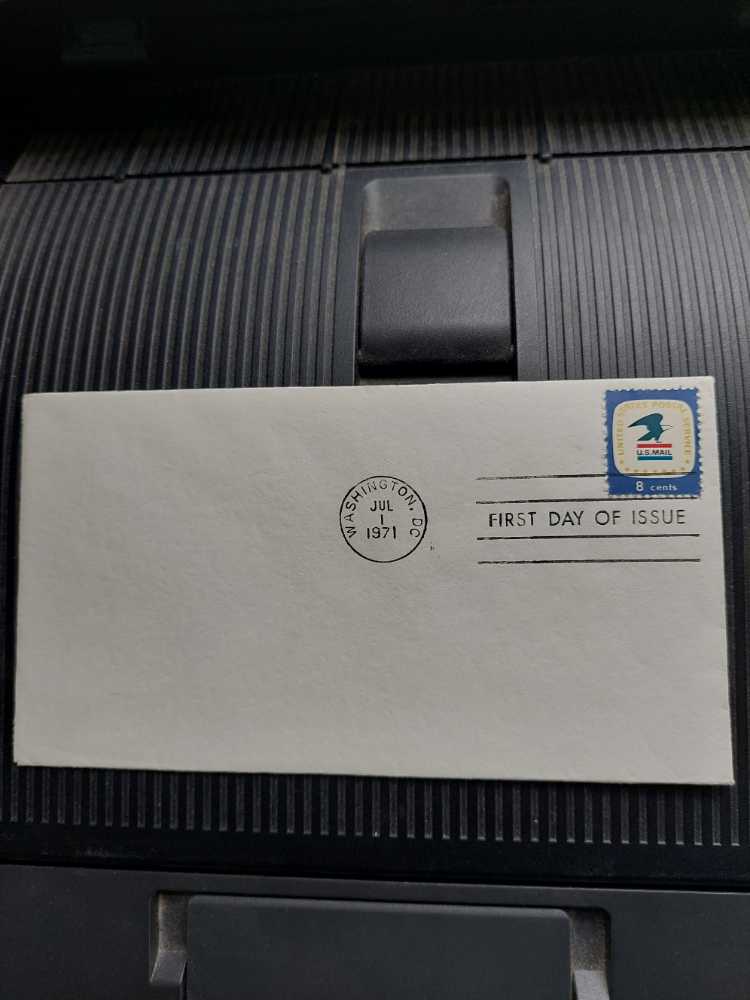 UNITED STATES POSTAL SERVICE
U.S.MAIL
8 cents
WASHINGTON, DC
JUL
1
1971
FIRST DAY OF ISSUE